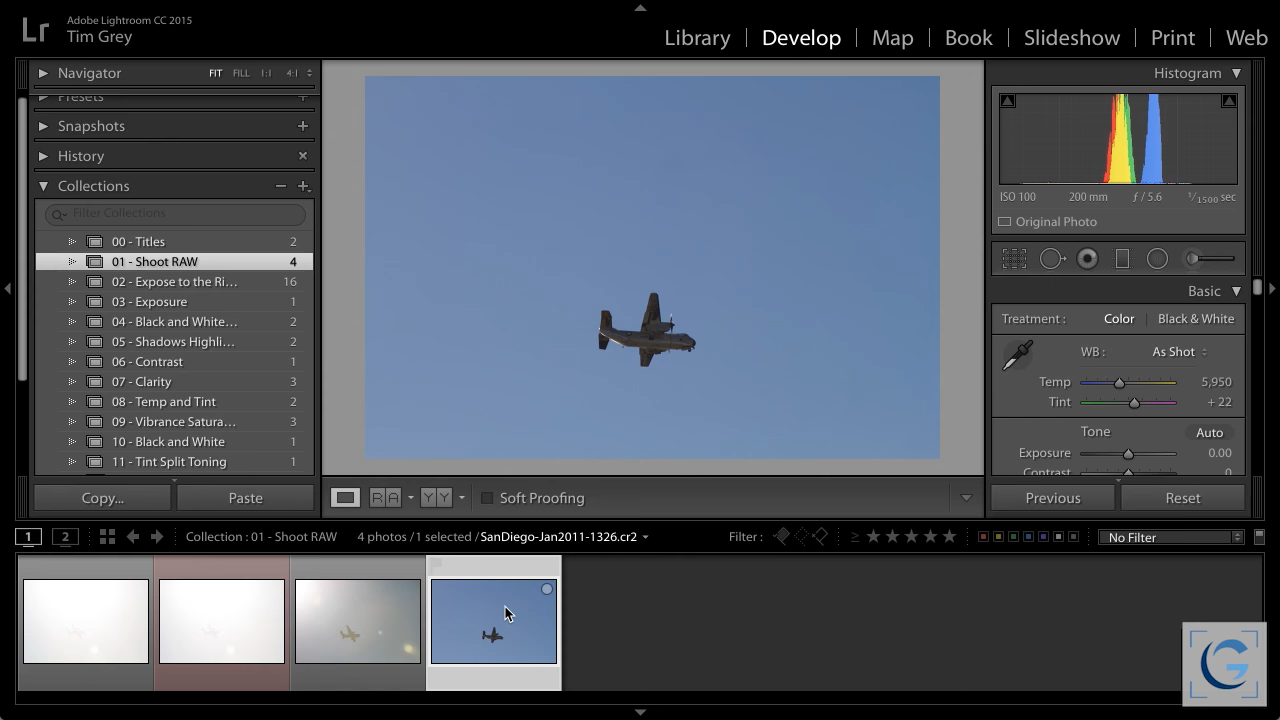 Lr
Adobe Lightroom CC 2015
Tim Grey
Library | Develop | Map | Book | Slideshow | Print | Web
Navigator
FIT FILL 1:1 4:1
Presets
Snapshots
History
Collections
Filter Collections
00 - Titles 2
01 - Shoot RAW 4
02 - Expose to the Ri... 16
03 - Exposure 1
04 - Black and White... 2
05 - Shadows Highli... 2
06 - Contrast 1
07 - Clarity 3
08 - Temp and Tint 2
09 - Vibrance Satura... 3
10 - Black and White 1
11 - Tint Split Toning 1
Copy...
Paste
R A
Y Y
Soft Proofing
Histogram
ISO 100 200 mm ƒ / 5.6 1/1500 sec
Original Photo
Basic
Treatment : Color | Black & White
WB : As Shot
Temp 5,950
Tint + 22
Tone Auto
Exposure 0.00
Contrast
Previous
Reset
1
2
Collection : 01 - Shoot RAW
4 photos / 1 selected / SanDiego-Jan2011-1326.cr2
Filter :
≥ ★ ★ ★ ★ ★
No Filter
G